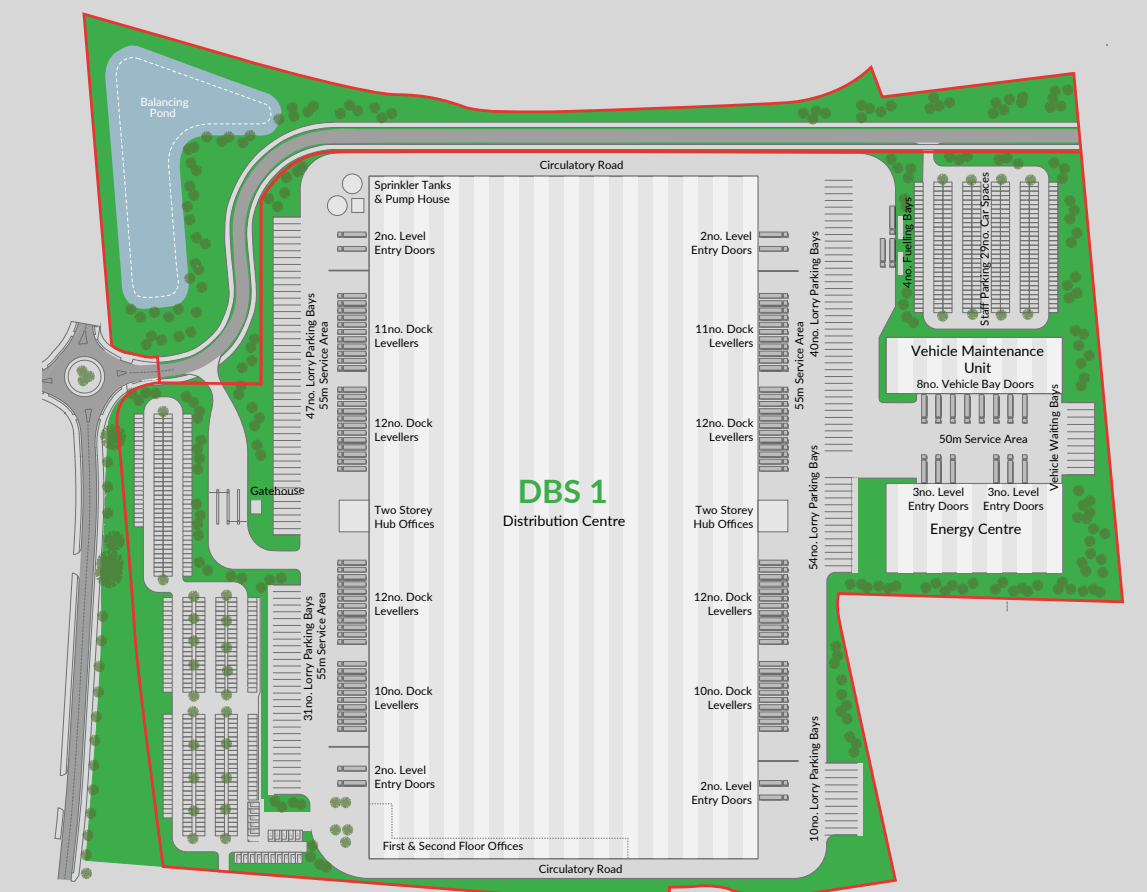 Balancing
Pond
Circulatory Road
Sprinkler Tanks
& Pump House
2no. Level
Entry Doors
2no. Level
Entry Doors
11no. Dock
Levellers
11no. Dock
Levellers
12no. Dock
Levellers
12no. Dock
Levellers
47no. Lorry Parking Bays
55m Service Area
55m Service Area
40no. Lorry Parking Bays
4no. Fuelling Bays
Staff Parking 29no. Car Spaces
Vehicle Maintenance
Unit
8no. Vehicle Bay Doors
50m Service Area
Vehicle Waiting Bays
3no. Level
Entry Doors
3no. Level
Entry Doors
Energy Centre
Gatehouse
DBS 1
Distribution Centre
Two Storey
Hub Offices
Two Storey
Hub Offices
54no. Lorry Parking Bays
12no. Dock
Levellers
12no. Dock
Levellers
31no. Lorry Parking Bays
55m Service Area
10no. Dock
Levellers
10no. Dock
Levellers
2no. Level
Entry Doors
2no. Level
Entry Doors
10no. Lorry Parking Bays
First & Second Floor Offices
Circulatory Road